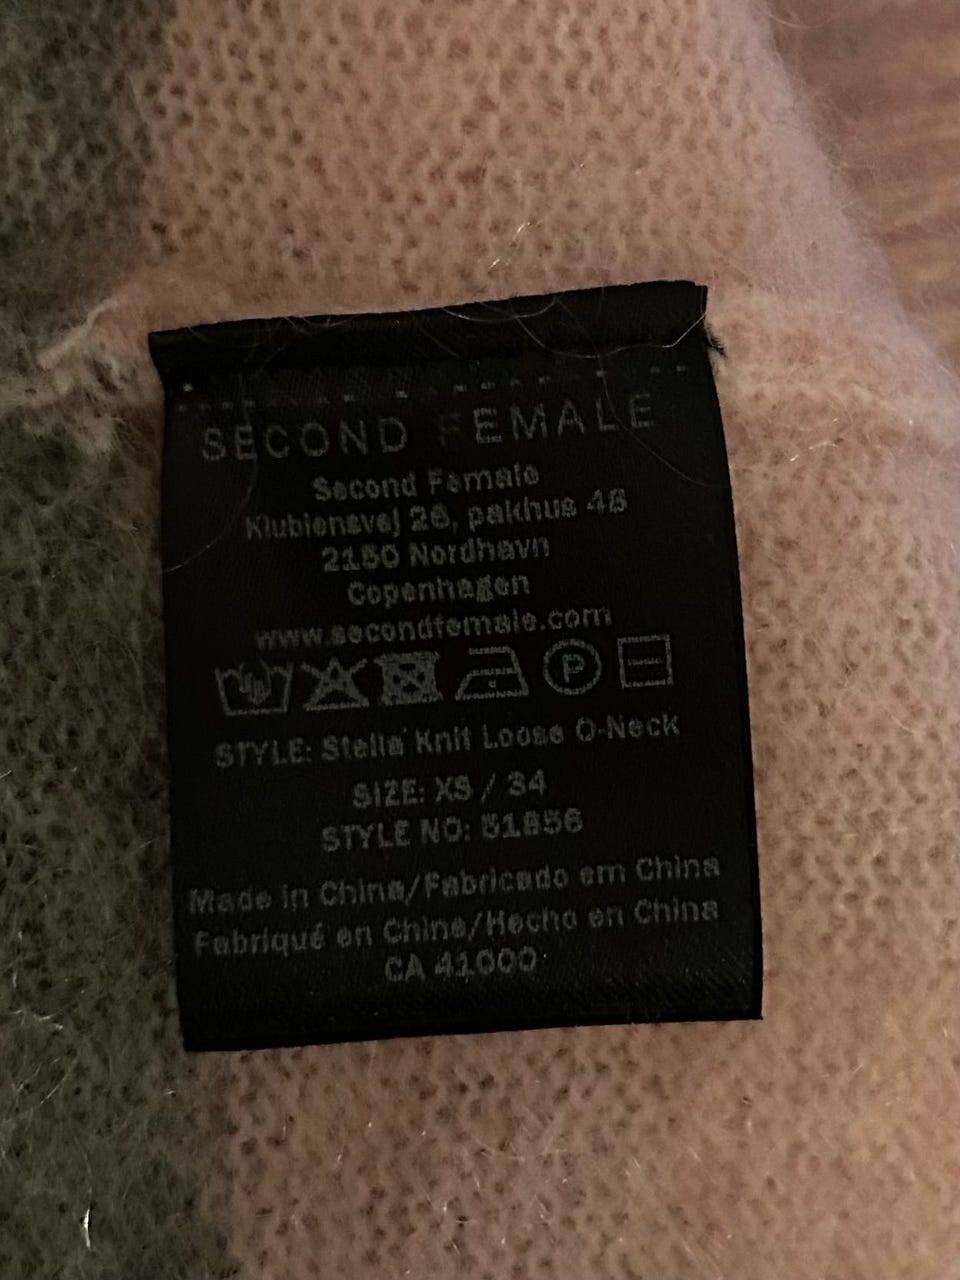 SECOND FEMALE
Second Female
Klubiensvej 26, pakhus 48
2150 Nordhavn
Copenhagen
www.secondfemale.com
P
STYLE: Stella Knit Loose O-Neck
SIZE: XS / 34
STYLE NO: 51856
Made in China/Fabricado em China
Fabriqué en Chine/Hecho en China
CA 41000